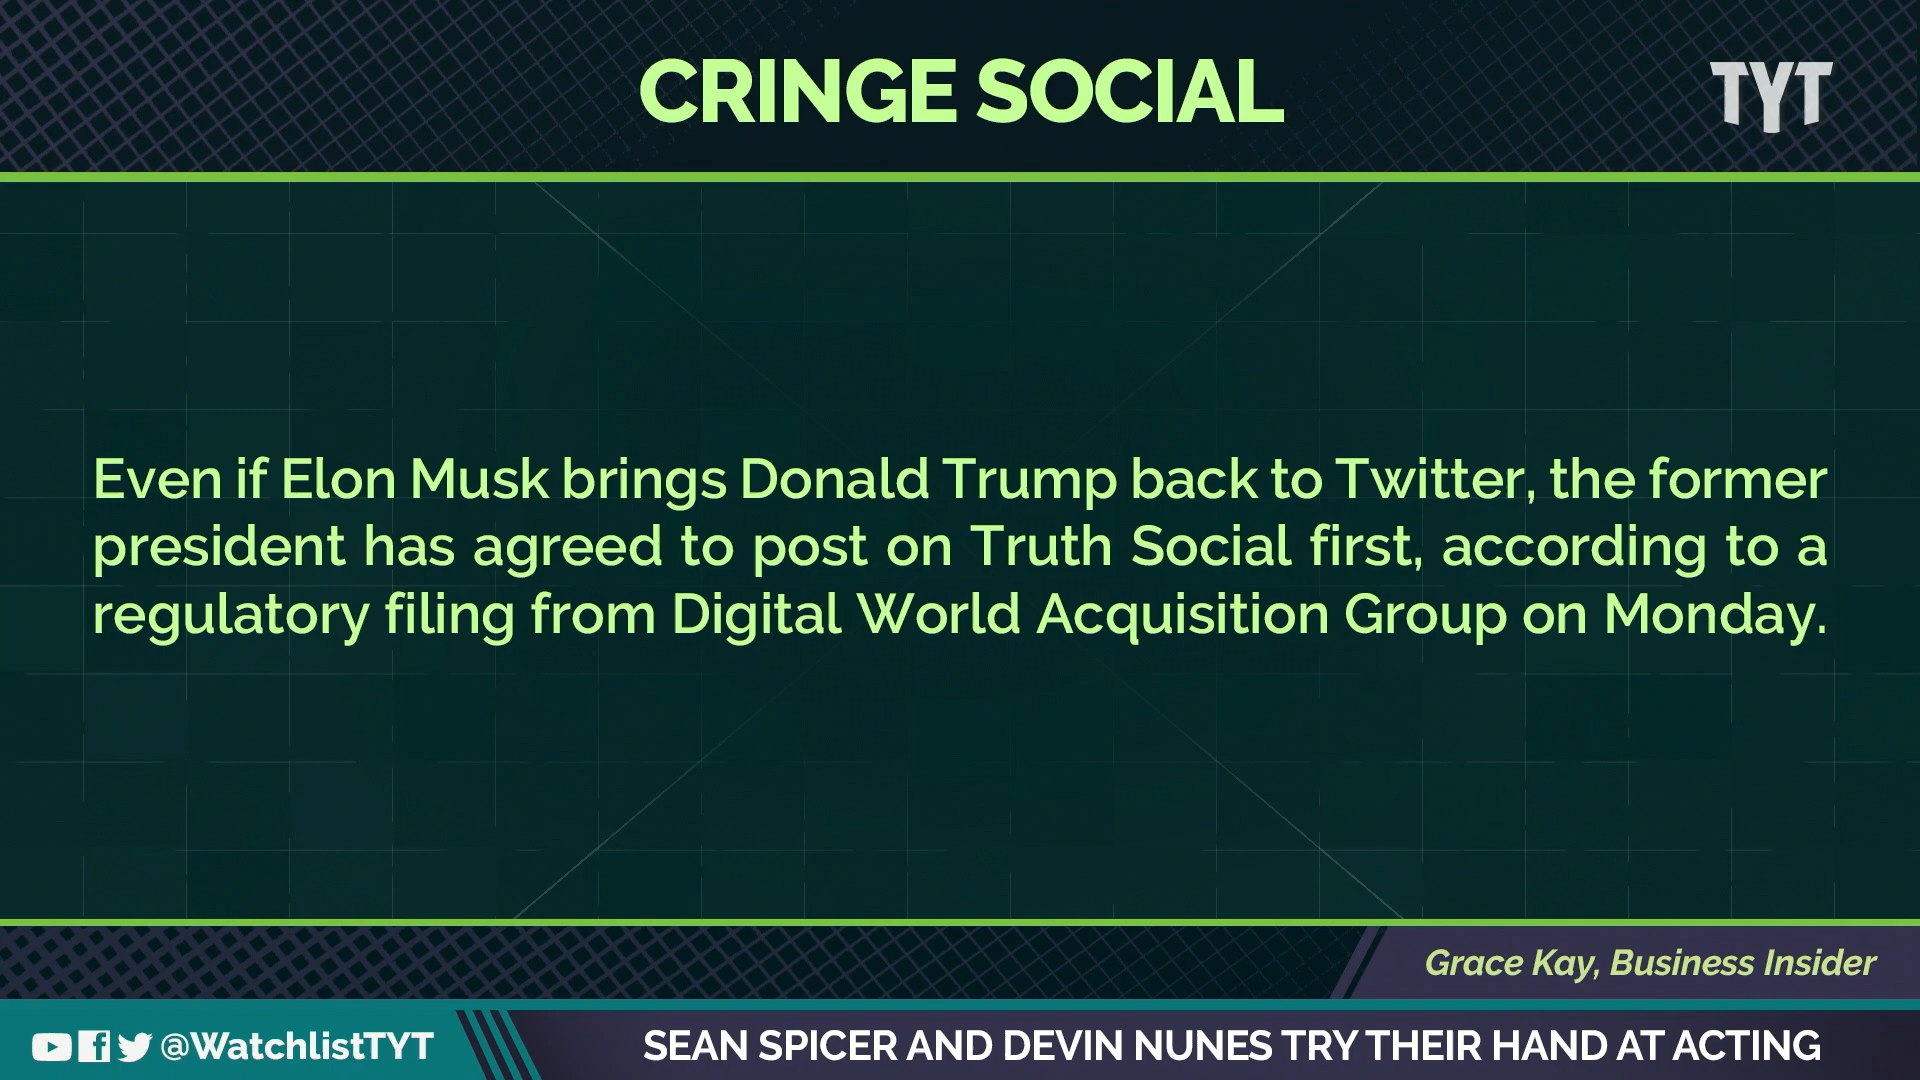 CRINGE SOCIAL
TYT
Even if Elon Musk brings Donald Trump back to Twitter, the former
president has agreed to post on Truth Social first, according to a
regulatory filing from Digital World Acquisition Group on Monday.
Grace Kay, Business Insider
@WatchlistTYT
SEAN SPICER AND DEVIN NUNES TRY THEIR HAND AT ACTING